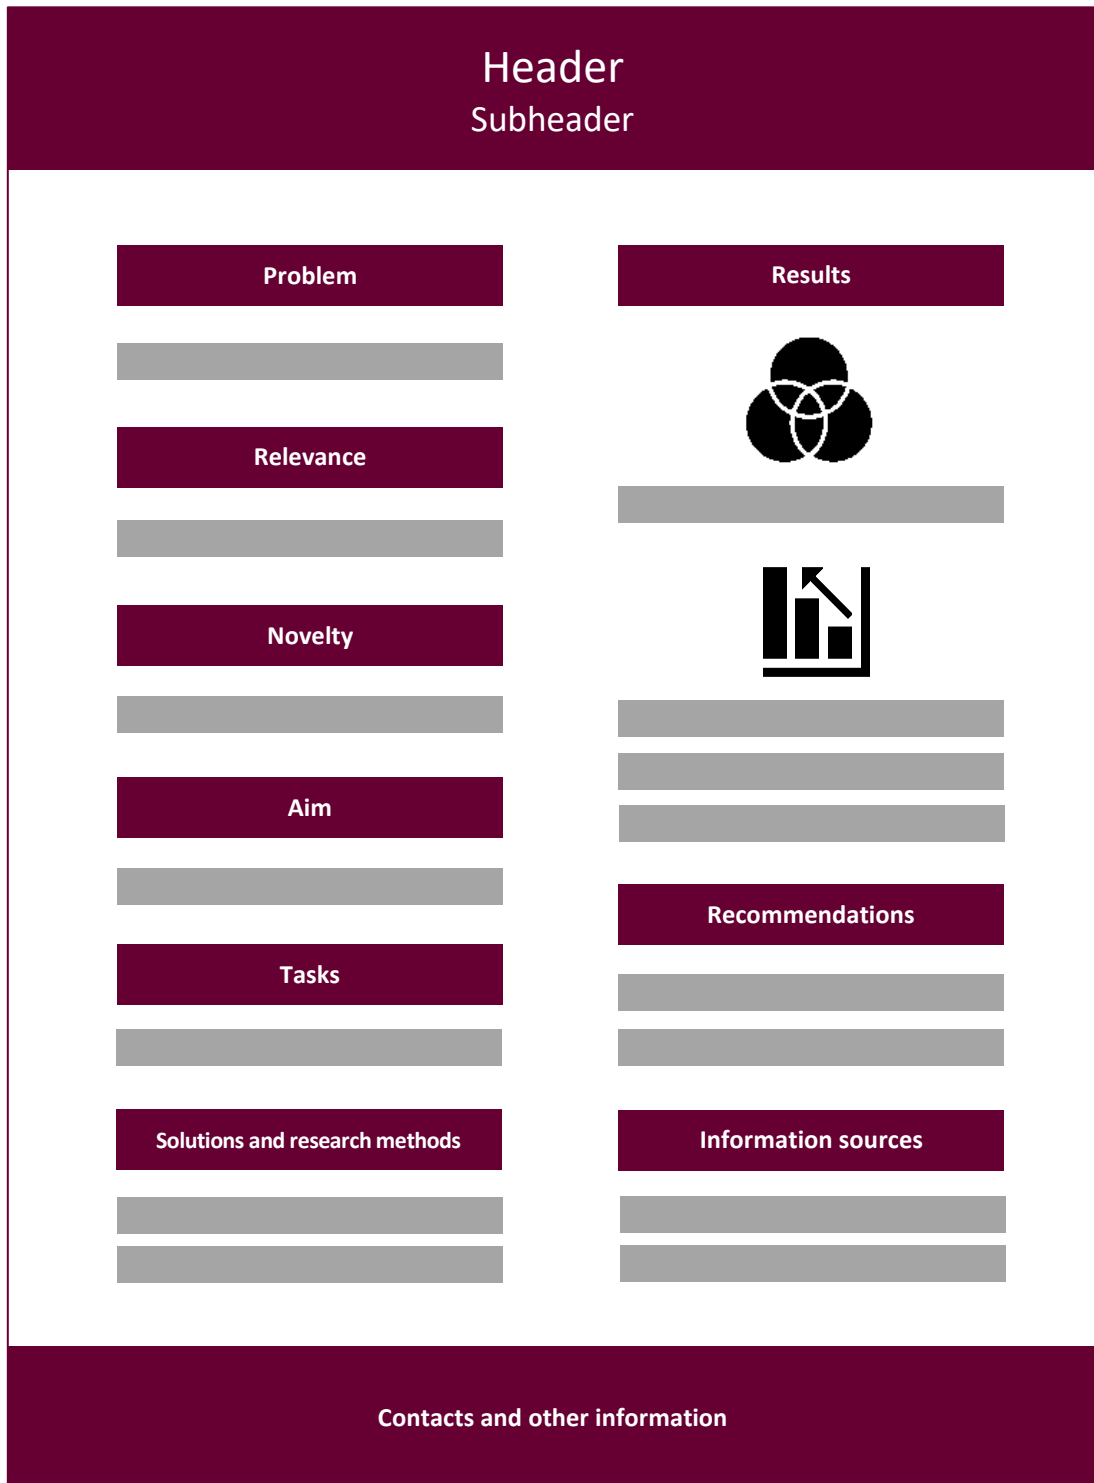 Header
Subheader
Problem
Relevance
Novelty
Aim
Tasks
Solutions and research methods
Results
Recommendations
Information sources
Contacts and other information